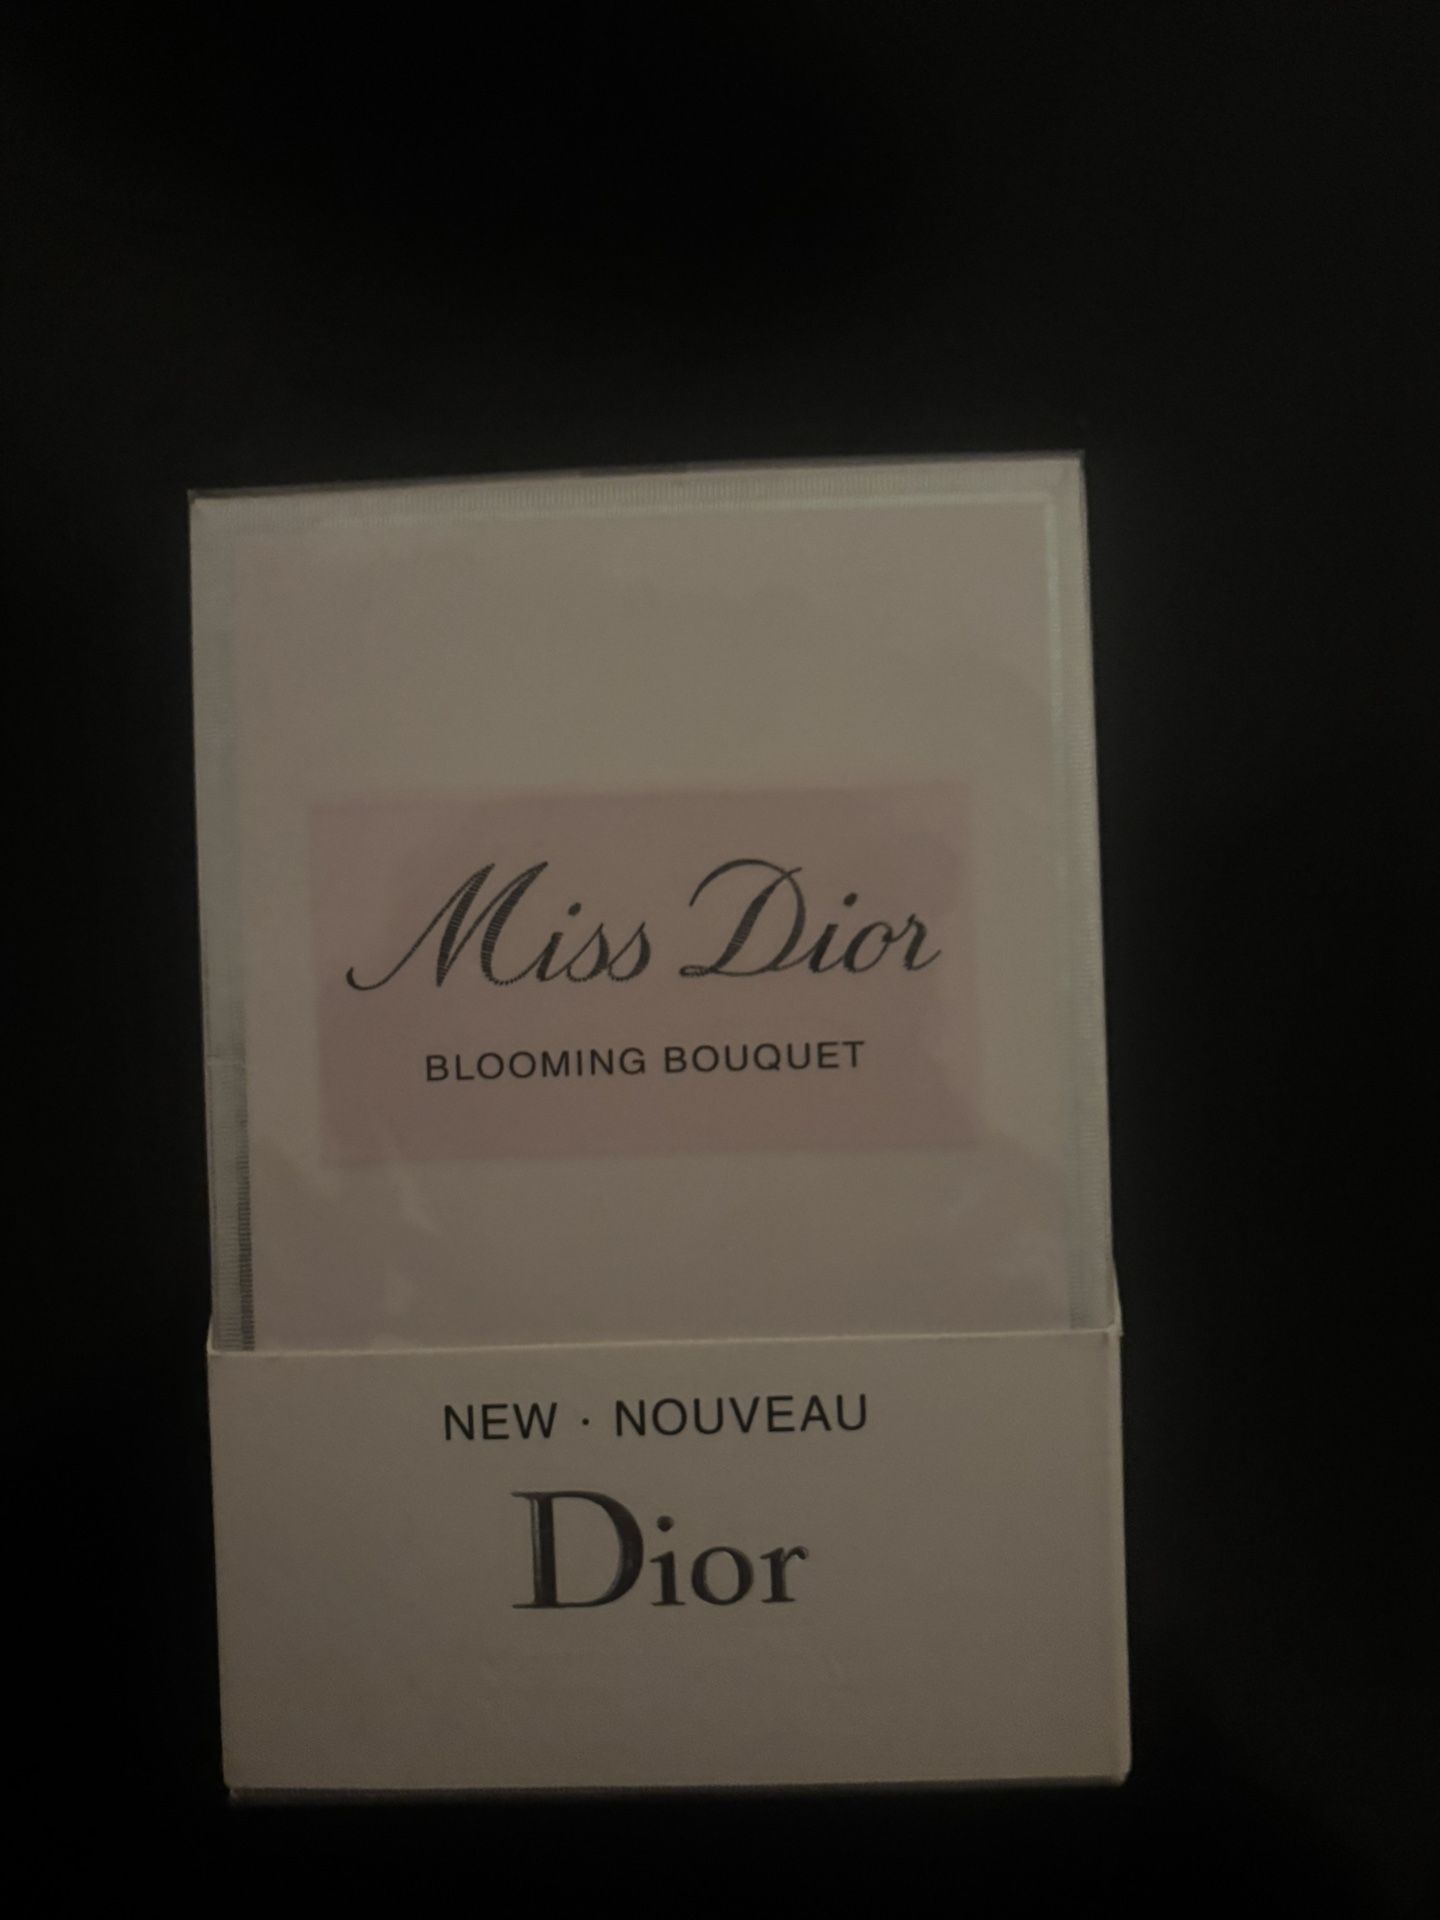 Miss Dior
BLOOMING BOUQUET
NEW · NOUVEAU
Dior